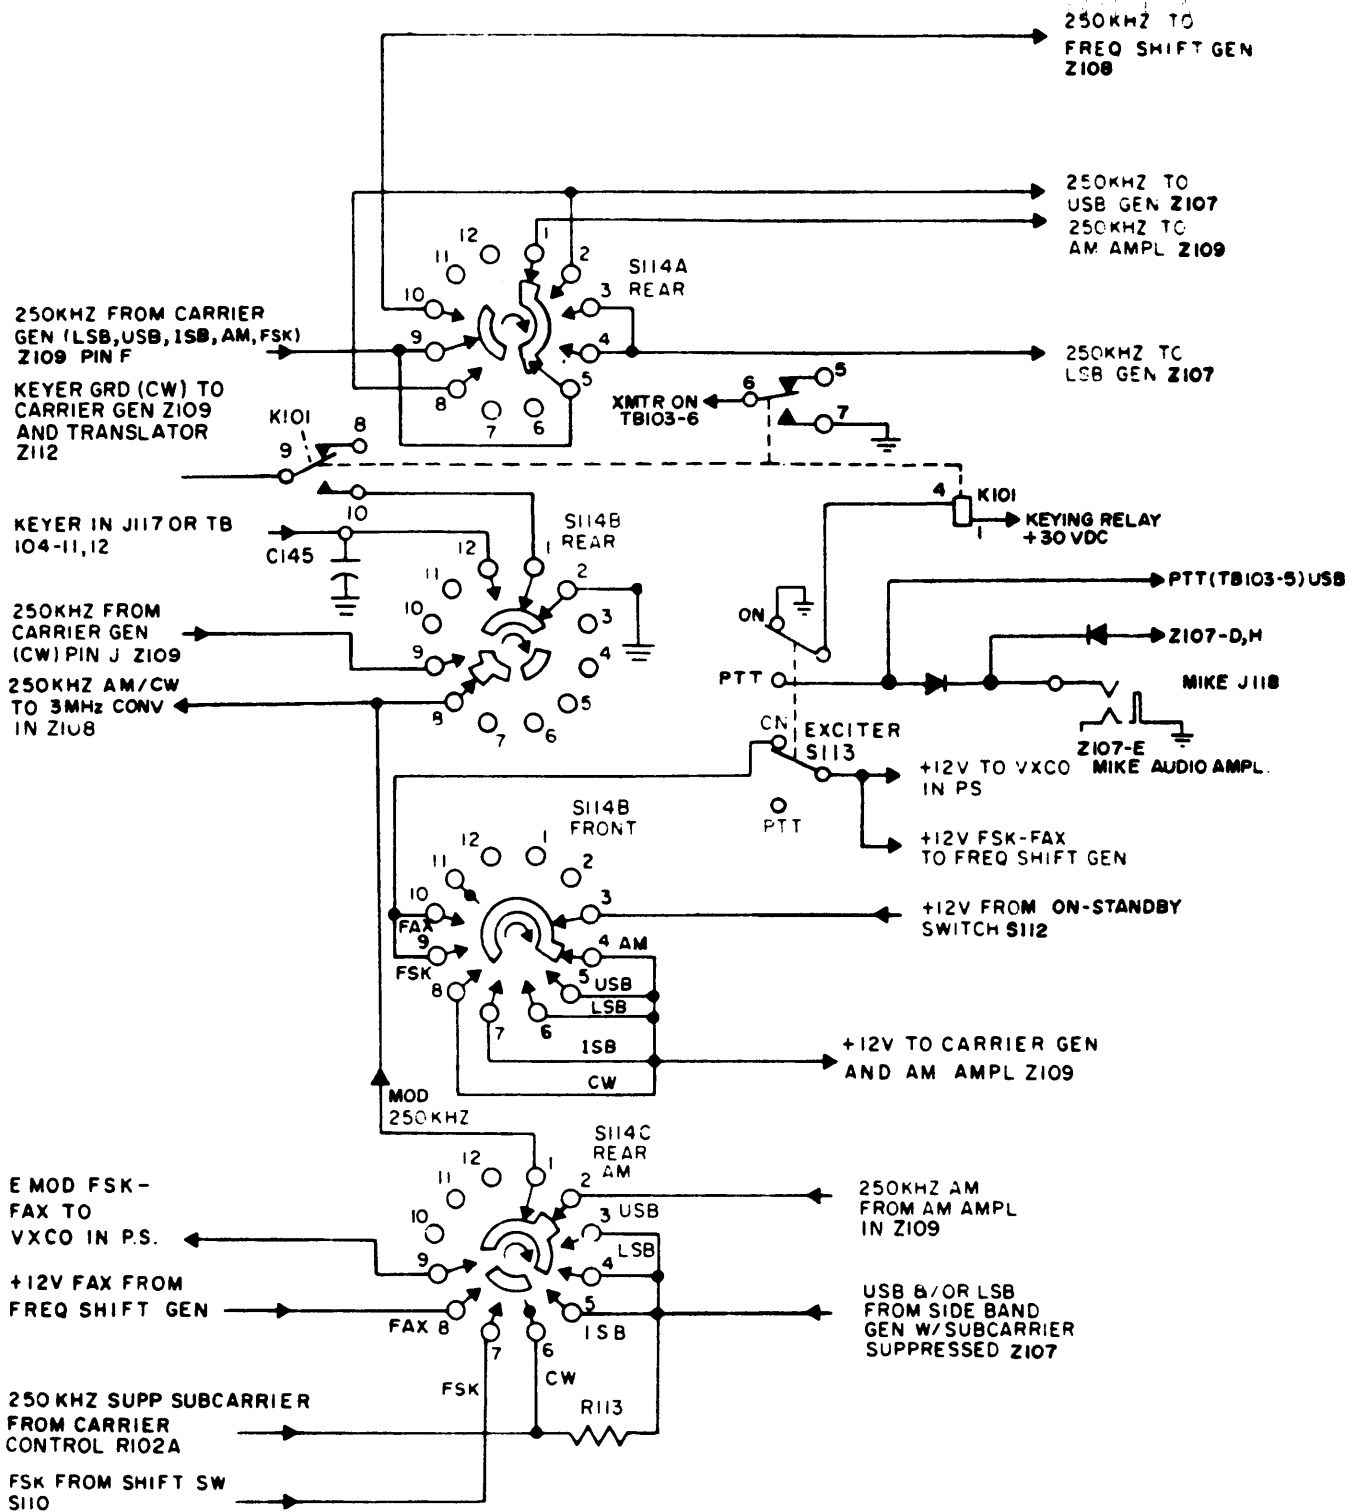 250KHZ TO
FREQ SHIFT GEN
Z108
250KHZ TO
USB GEN Z107
250KHZ TO
AM AMPL Z109
12
1
11
2
S114A
REAR
10
3
250KHZ FROM CARRIER
GEN (LSB,USB,ISB,AM,FSK)
Z109 PIN F
9
4
250KHZ TO
LSB GEN Z107
KEYER GRD (CW) TO
CARRIER GEN Z109
AND TRANSLATOR
Z112
8
5
7
6
XMTR ON
TB103-6
6
5
7
K101
8
9
10
4
K101
1
KEYING RELAY
+30 VDC
KEYER IN J117 OR TB
104-11,12
C145
S114B
REAR
12
1
11
2
10
3
9
4
8
5
7
6
PTT(TB103-5)USB
250KHZ FROM
CARRIER GEN
(CW) PIN J Z109
ON
Z107-D,H
PTT
MIKE J118
250KHZ AM/CW
TO 3MHz CONV
IN Z108
ON
EXCITER
S113
Z107-E
MIKE AUDIO AMPL.
+12V TO VXCO
IN PS
PTT
S114B
FRONT
+12V FSK-FAX
TO FREQ SHIFT GEN
12
1
11
2
10
3
FAX
9
4 AM
FSK
8
5
USB
LSB
7
6
ISB
CW
+12V FROM ON-STANDBY
SWITCH S112
+12V TO CARRIER GEN
AND AM AMPL Z109
MOD
250KHZ
S114C
REAR
AM
12
1
11
2
10
3 USB
LSB
9
4
FAX 8
5
ISB
7
6
FSK
CW
E MOD FSK-
FAX TO
VXCO IN P.S.
250KHZ AM
FROM AM AMPL
IN Z109
+12V FAX FROM
FREQ SHIFT GEN
USB &/OR LSB
FROM SIDE BAND
GEN W/SUBCARRIER
SUPPRESSED Z107
R113
250 KHZ SUPP SUBCARRIER
FROM CARRIER
CONTROL R102A
FSK FROM SHIFT SW
S110